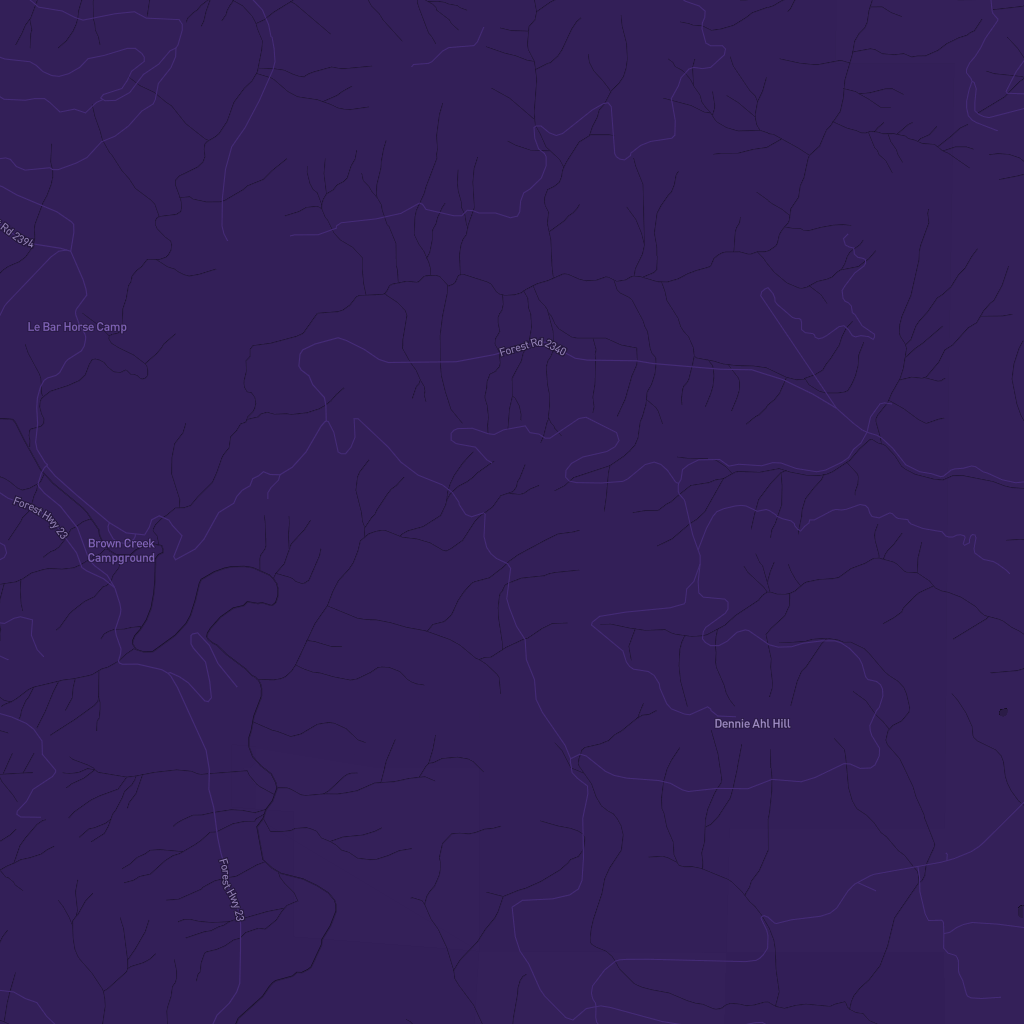 Rd 2394
Le Bar Horse Camp
Forest Rd 2340
Forest Hwy 23
Brown Creek
Campground
Dennie Ahl Hill
Forest Hwy 23